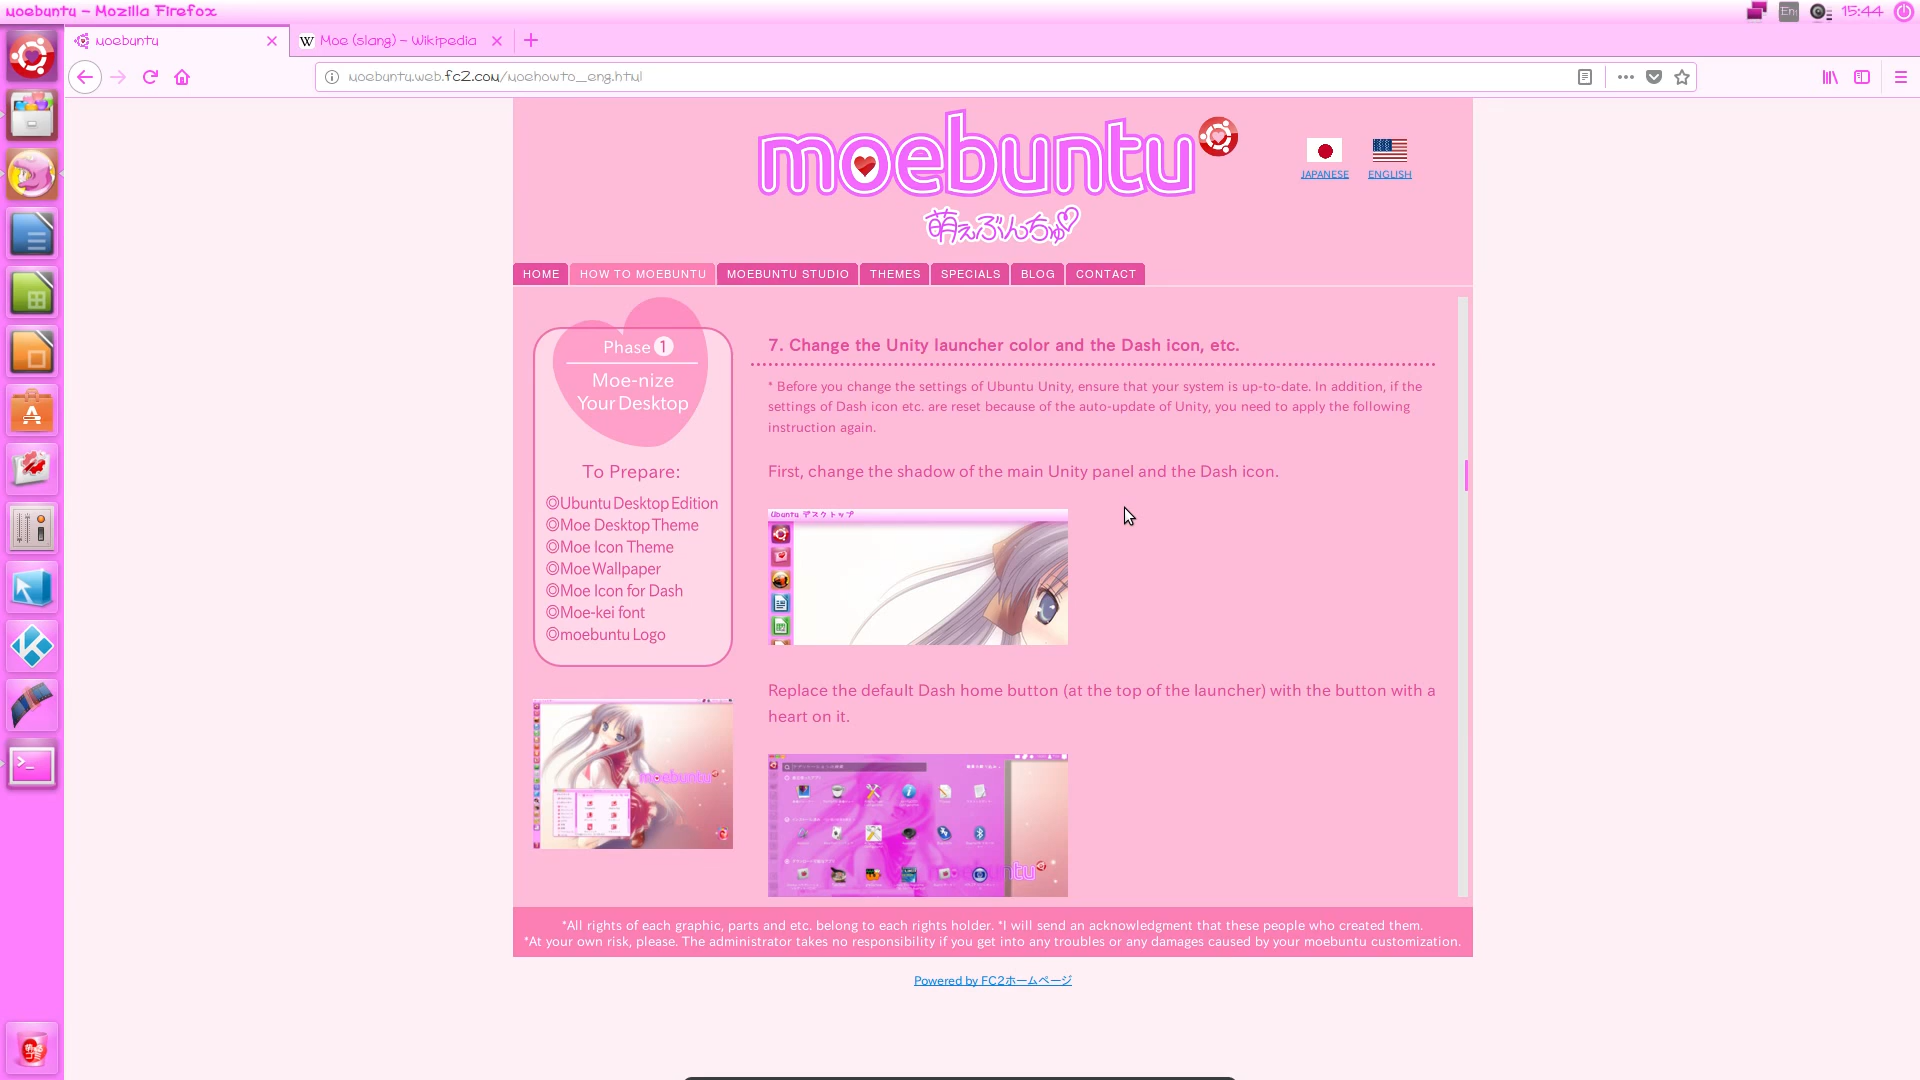 moebuntu - Mozilla Firefox
En
15:44
moebuntu
W Moe (slang) - Wikipedia
moebuntu.web.fc2.com/moehowto_eng.html
moebuntu
萌えぶんちゅ
JAPANESE
ENGLISH
HOME
HOW TO MOEBUNTU
MOEBUNTU STUDIO
THEMES
SPECIALS
BLOG
CONTACT
Phase 1
Moe-nize
Your Desktop
To Prepare:
◎Ubuntu Desktop Edition
◎Moe Desktop Theme
◎Moe Icon Theme
◎Moe Wallpaper
◎Moe Icon for Dash
◎Moe-kei font
◎moebuntu Logo
moebuntu
7. Change the Unity launcher color and the Dash icon, etc.
* Before you change the settings of Ubuntu Unity, ensure that your system is up-to-date. In addition, if the
settings of Dash icon etc. are reset because of the auto-update of Unity, you need to apply the following
instruction again.
First, change the shadow of the main Unity panel and the Dash icon.
Ubuntu デスクトップ
Replace the default Dash home button (at the top of the launcher) with the button with a
heart on it.
moebuntu
*All rights of each graphic, parts and etc. belong to each rights holder. *I will send an acknowledgment that these people who created them.
*At your own risk, please. The administrator takes no responsibility if you get into any troubles or any damages caused by your moebuntu customization.
Powered by FC2ホームページ